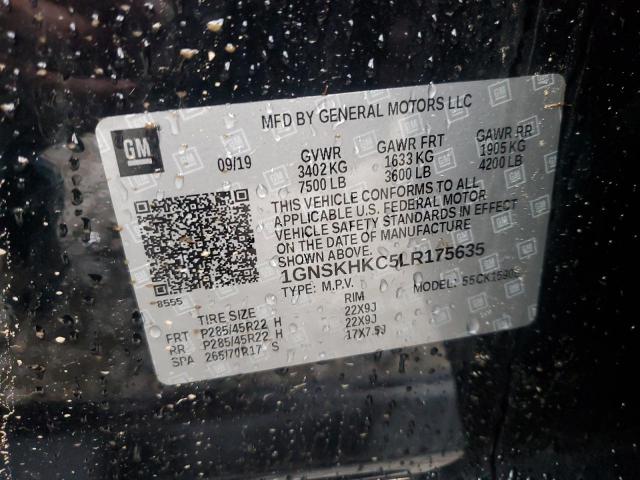 MFD BY GENERAL MOTORS LLC
GM
09/19 GVWR GAWR FRT GAWR RR
3402 KG 1633 KG 1905 KG
7500 LB 3600 LB 4200 LB
THIS VEHICLE CONFORMS TO ALL
APPLICABLE U.S. FEDERAL MOTOR
VEHICLE SAFETY STANDARDS IN EFFECT
ON THE DATE OF MANUFACTURE
SHOWN ABOVE.
1GNSKHKC5LR175635
8555
TYPE: M.P.V. MODEL:
TIRE SIZE RIM
FRT P285/45R22 H 22X9J
RR P285/45R22 H 22X9J
SPA 265/70R17 S 17X7.5J